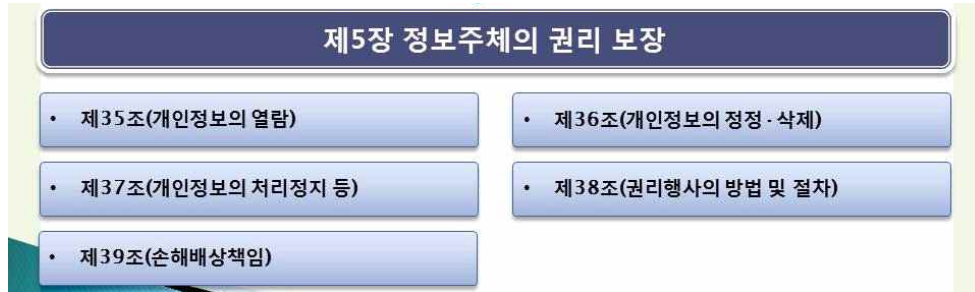 제5장 정보주체의 권리 보장
• 제35조(개인정보의 열람)
• 제36조(개인정보의 정정·삭제)
• 제37조(개인정보의 처리정지 등)
• 제38조(권리행사의 방법 및 절차)
• 제39조(손해배상책임)